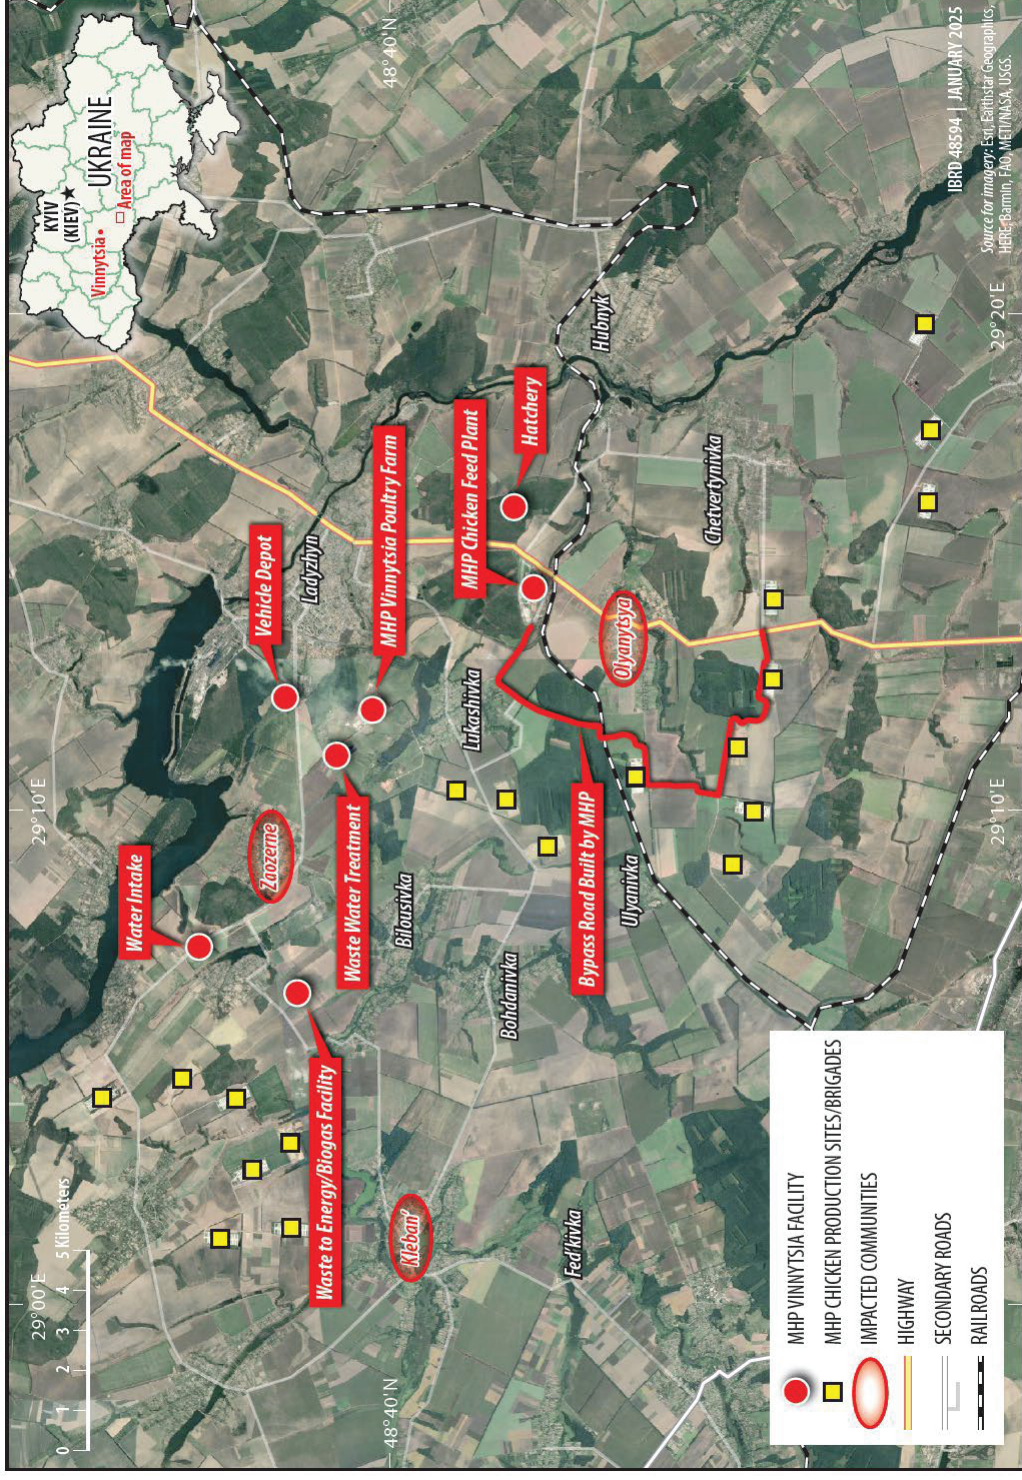 0 1 2 3 4 5 Kilometers
29°00'E
29°10'E
29°20'E
48°40'N
48°40'N
KYIV
(KIEV)
Vinnytsia
UKRAINE
Area of map
Water Intake
Zaozerne
Vehicle Depot
Ladyzhyn
Waste to Energy/Biogas Facility
Waste Water Treatment
MHP Vinnytsia Poultry Farm
Kleban'
Bilousivka
Lukashivka
MHP Chicken Feed Plant
Hatchery
Bohdanivka
Fed'kivka
Bypass Road Built by MHP
Hubnyk
Ulyanivka
Olyanytsya
Chetvertynivka
29°10'E
MHP VINNYTSIA FACILITY
MHP CHICKEN PRODUCTION SITES/BRIGADES
IMPACTED COMMUNITIES
HIGHWAY
SECONDARY ROADS
RAILROADS
IBRD 48594 | JANUARY 2025
Source for imagery: Esri, Earthstar Geographics,
HERE, Garmin, FAO, METI/NASA, USGS.